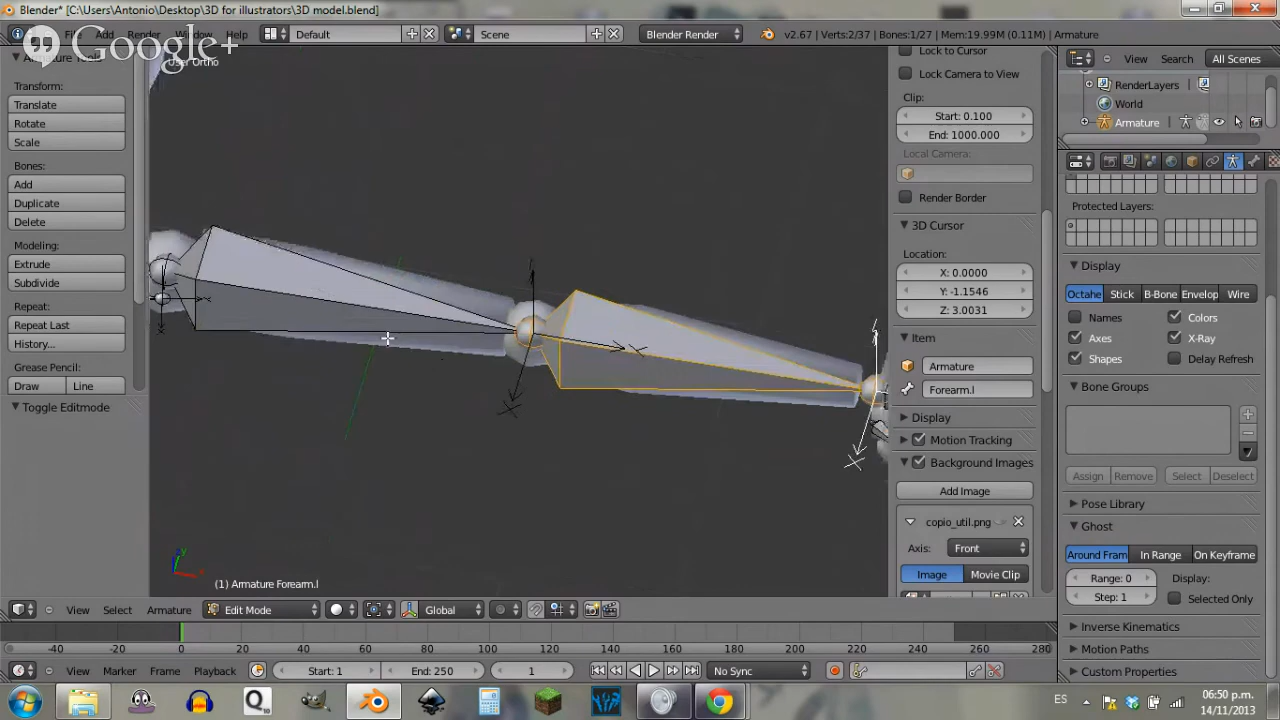 Blender* [C:\Users\Antonio\Desktop\3D for illustrators\3D model.blend]
File Add Render Window Help
Default
Scene
Blender Render
v2.67 | Verts:2/37 | Bones:1/27 | Mem:19.99M (0.11M) | Armature
Google+
User Ortho
Armature Tools
Transform:
Translate
Rotate
Scale
Bones:
Add
Duplicate
Delete
Modeling:
Extrude
Subdivide
Repeat:
Repeat Last
History...
Grease Pencil:
Draw
Line
Toggle Editmode
(1) Armature Forearm.l
Lock to Cursor
Lock Camera to View
Clip:
Start: 0.100
End: 1000.000
Local Camera:
Render Border
3D Cursor
Location:
X: 0.0000
Y: -1.1546
Z: 3.0031
Item
Armature
Forearm.l
Display
Motion Tracking
Background Images
Add Image
copio_util.png
Axis: Front
Image Movie Clip
View Search All Scenes
RenderLayers
World
Armature
Protected Layers:
Display
Octahe Stick B-Bone Envelop Wire
Names Colors
Axes X-Ray
Shapes Delay Refresh
Bone Groups
Assign Remove Select Deselect
Pose Library
Ghost
Around Fram In Range On Keyframe
Range: 0 Display:
Step: 1 Selected Only
Inverse Kinematics
Motion Paths
Custom Properties
View Select Armature Edit Mode Global
-40 -20 0 20 40 60 80 100 120 140 160 180 200 220 240 260 280
View Marker Frame Playback Start: 1 End: 250 1 No Sync
ES
06:50 p.m.
14/11/2013